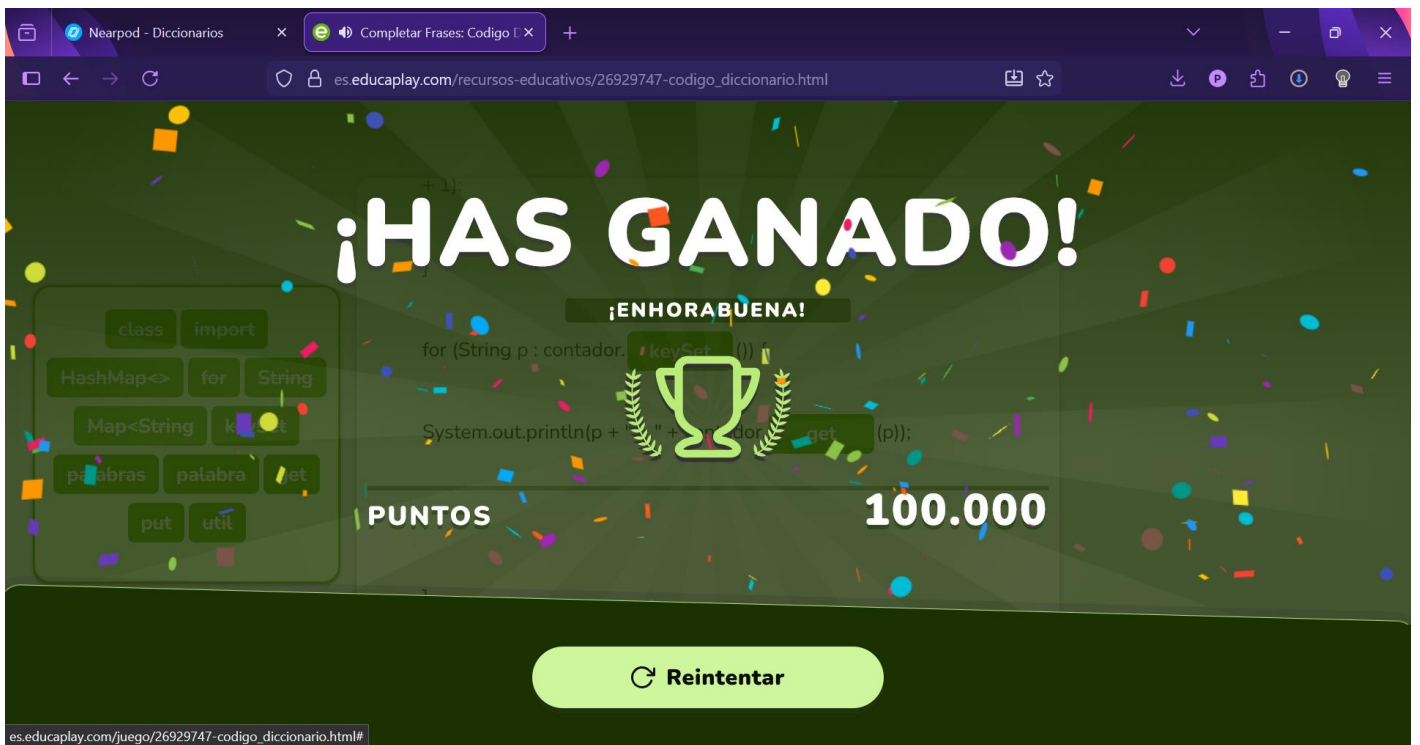 Nearpod - Diccionarios
Completar Frases: Codigo D
es.educaplay.com/recursos-educativos/26929747-codigo_diccionario.html
+ 1);
¡HAS GANADO!
}
¡ENHORABUENA!
class import
HashMap<> for String
Map<String
palabras palabra get
put util
for (String p : contador. keySet ()) {
System.out.println(p + get (p));
PUNTOS 100.000
}
Reintentar
es.educaplay.com/juego/26929747-codigo_diccionario.html#